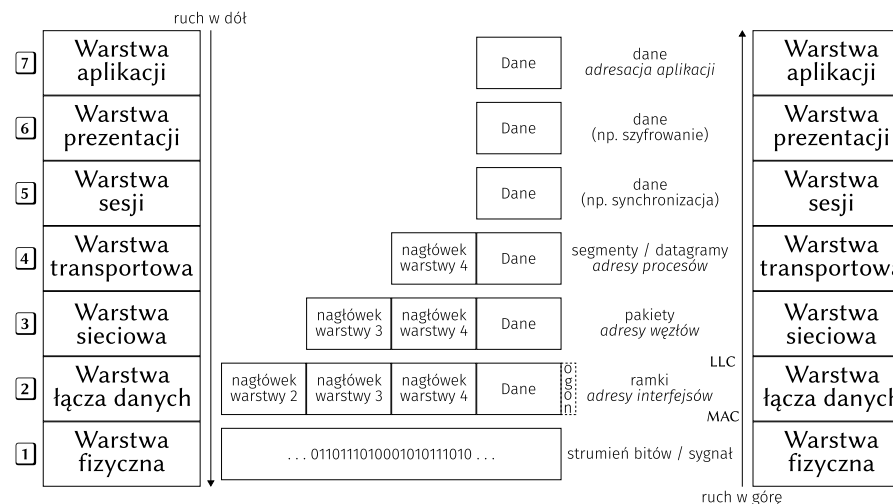 ruch w dół
7
Warstwa
aplikacji
Dane
dane
adresacja aplikacji
Warstwa
aplikacji
6
Warstwa
prezentacji
Dane
dane
(np. szyfrowanie)
Warstwa
prezentacji
5
Warstwa
sesji
Dane
dane
(np. synchronizacja)
Warstwa
sesji
4
Warstwa
transportowa
nagłówek
warstwy 4
Dane
segmenty / datagramy
adresy procesów
Warstwa
transportowa
3
Warstwa
sieciowa
nagłówek
warstwy 3
nagłówek
warstwy 4
Dane
pakiety
adresy węzłów
Warstwa
sieciowa
LLC
2
Warstwa
łącza danych
nagłówek
warstwy 2
nagłówek
warstwy 3
nagłówek
warstwy 4
Dane
ogon
ramki
adresy interfejsów
MAC
Warstwa
łącza danych
1
Warstwa
fizyczna
. . . 0110111010001010111010 . . .
strumień bitów / sygnał
Warstwa
fizyczna
ruch w górę